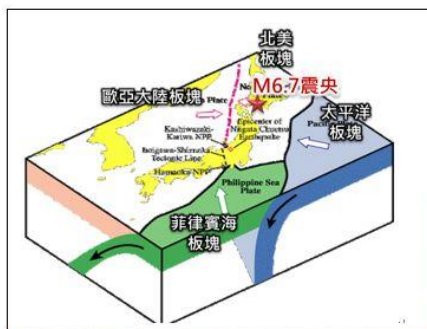 北美
板塊
歐亞大陸板塊
M6.7震央
太平洋
板塊
Epicenter of
Niigata Chuetsu
Earthquake
Kashiwazaki-
Kariwa NPP
Itoigawa-Shizuoka
Tectonic Line
Hamaoka NPP
Philippine Sea
Plate
菲律賓海
板塊